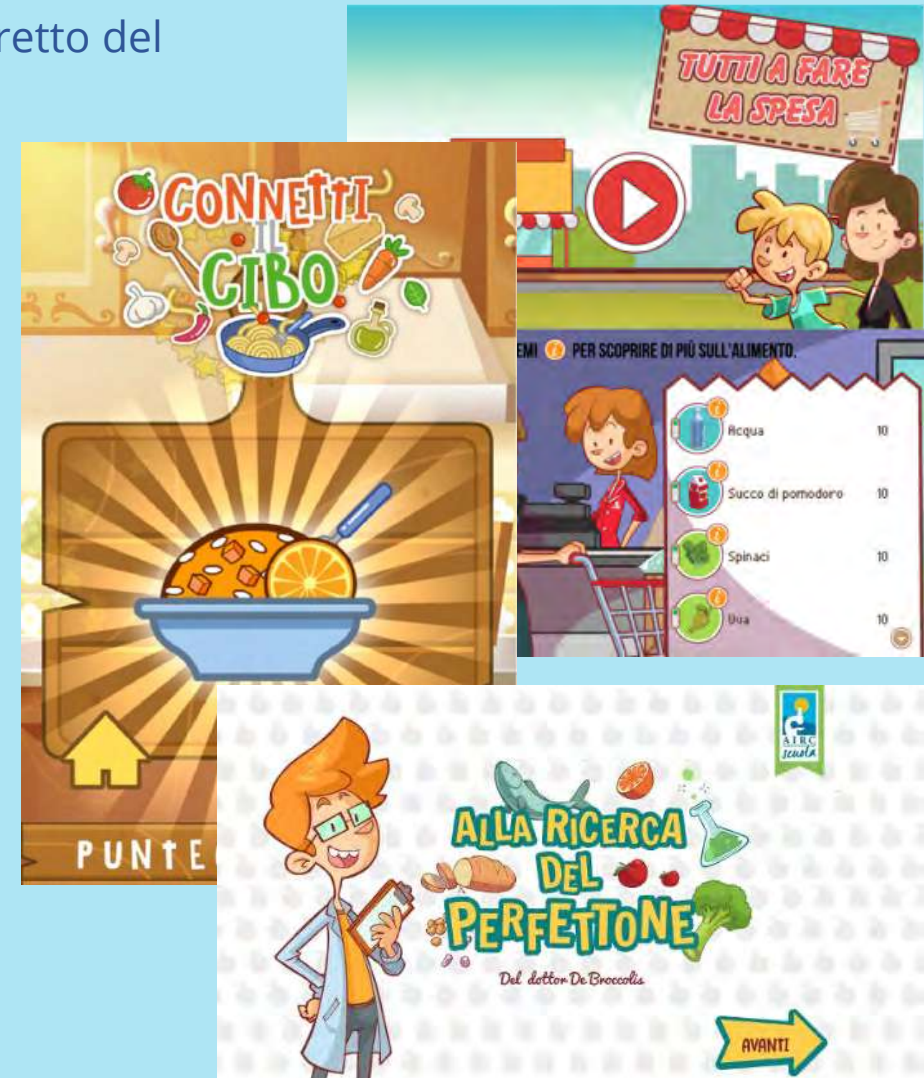 retto del
TUTTI A FARE
LA SPESA
CONNETTI
IL
CIBO
EMI i PER SCOPRIRE DI PIÙ SULL'ALIMENTO.
i Acqua 10
i Succo di pomodoro 10
i Spinaci 10
i Uva 10
PUNTE
AIRC
scuola
ALLA RICERCA
DEL
PERFETTONE
Del dottor De Broccolis
AVANTI